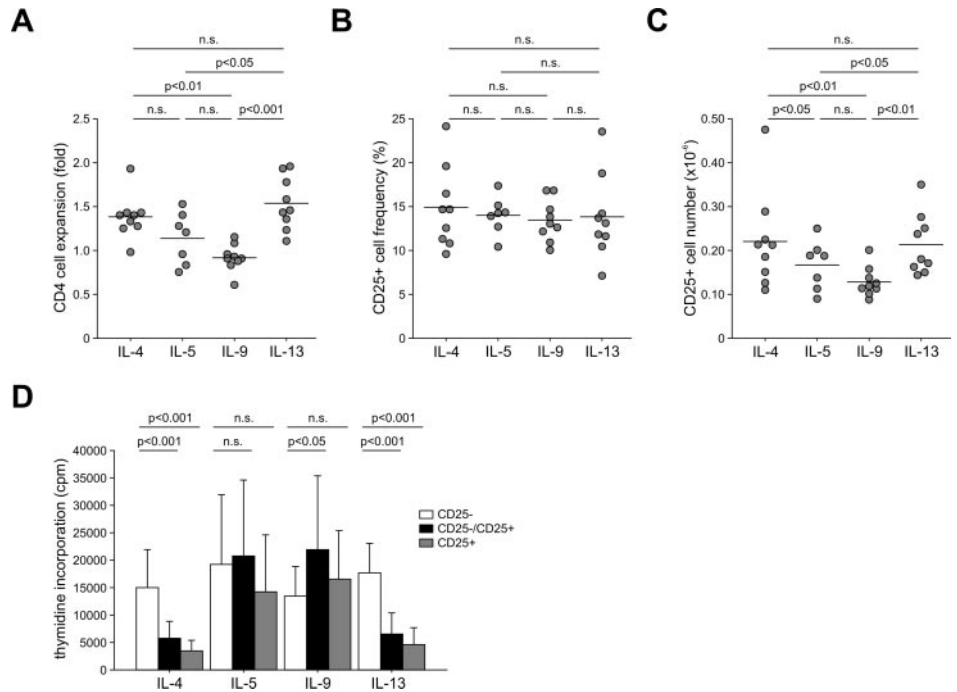 A
n.s.
p<0.05
p<0.01
n.s. n.s. p<0.001
CD4 cell expansion (fold)
2.5
2.0
1.5
1.0
0.5
0.0
IL-4 IL-5 IL-9 IL-13
B
n.s.
n.s.
n.s.
n.s. n.s. n.s.
CD25+ cell frequency (%)
25
20
15
10
5
0
IL-4 IL-5 IL-9 IL-13
C
n.s.
p<0.05
p<0.01
p<0.05 n.s. p<0.01
CD25+ cell number (x10⁻⁶)
0.50
0.40
0.30
0.20
0.10
0.00
IL-4 IL-5 IL-9 IL-13
D
p<0.001 n.s. n.s. p<0.001
p<0.001 n.s. p<0.05 p<0.001
thymidine incorporation (cpm)
40000
35000
30000
25000
20000
15000
10000
5000
0
IL-4 IL-5 IL-9 IL-13
CD25-
CD25-/CD25+
CD25+